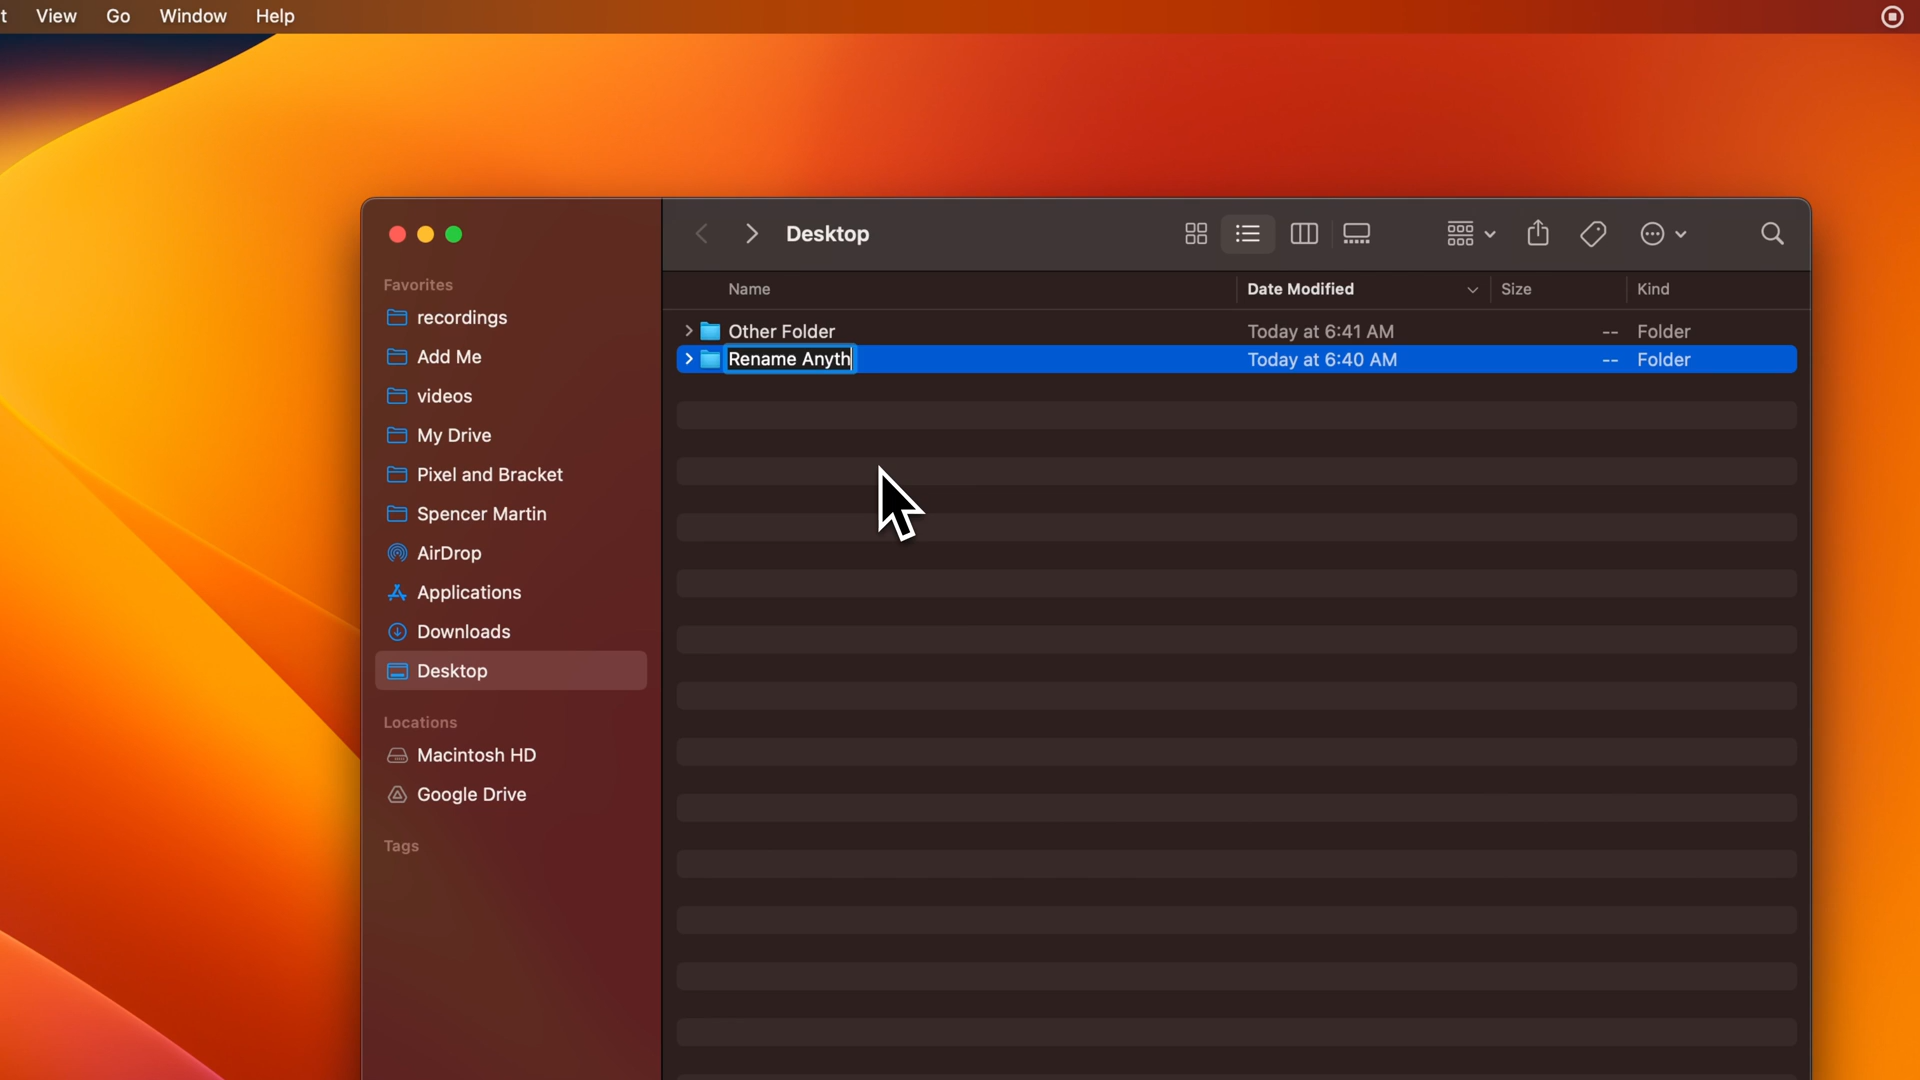 t View Go Window Help
Desktop
Favorites
recordings
Add Me
videos
My Drive
Pixel and Bracket
Spencer Martin
AirDrop
Applications
Downloads
Desktop
Locations
Macintosh HD
Google Drive
Tags
Name Date Modified Size Kind
Other Folder Today at 6:41 AM -- Folder
Rename Anyth Today at 6:40 AM -- Folder